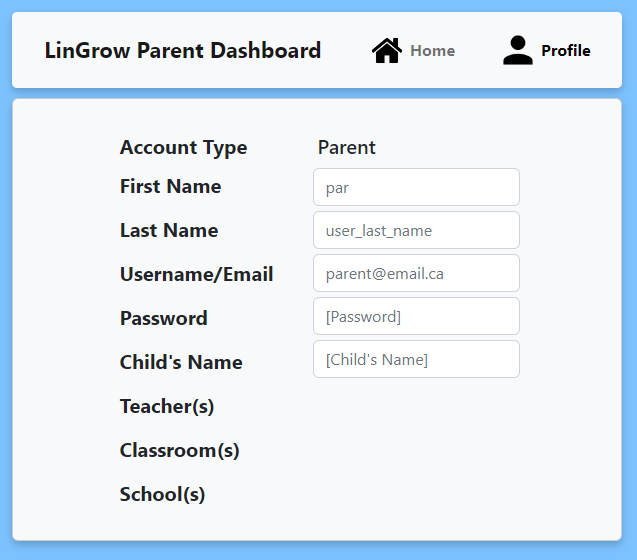 LinGrow Parent Dashboard Home Profile
Account Type Parent
First Name par
Last Name user_last_name
Username/Email parent@email.ca
Password [Password]
Child's Name [Child's Name]
Teacher(s)
Classroom(s)
School(s)